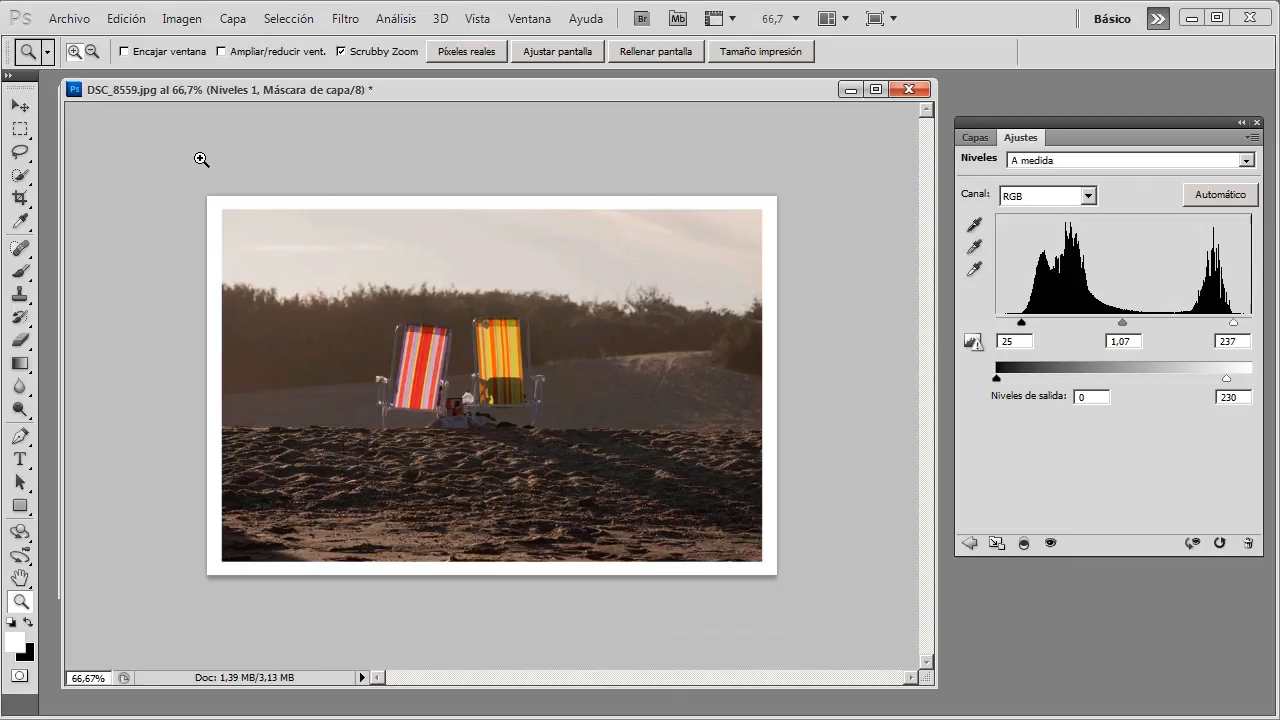 Ps Archivo Edición Imagen Capa Selección Filtro Análisis 3D Vista Ventana Ayuda Br Mb 66,7 Básico
Encajar ventana Ampliar/reducir vent. Scrubby Zoom Píxeles reales Ajustar pantalla Rellenar pantalla Tamaño impresión
Ps DSC_8559.jpg al 66,7% (Niveles 1, Máscara de capa/8) *
Capas Ajustes
Niveles A medida
Canal: RGB Automático
25 1,07 237
Niveles de salida: 0 230
T
66,67% Doc: 1,39 MB/3,13 MB